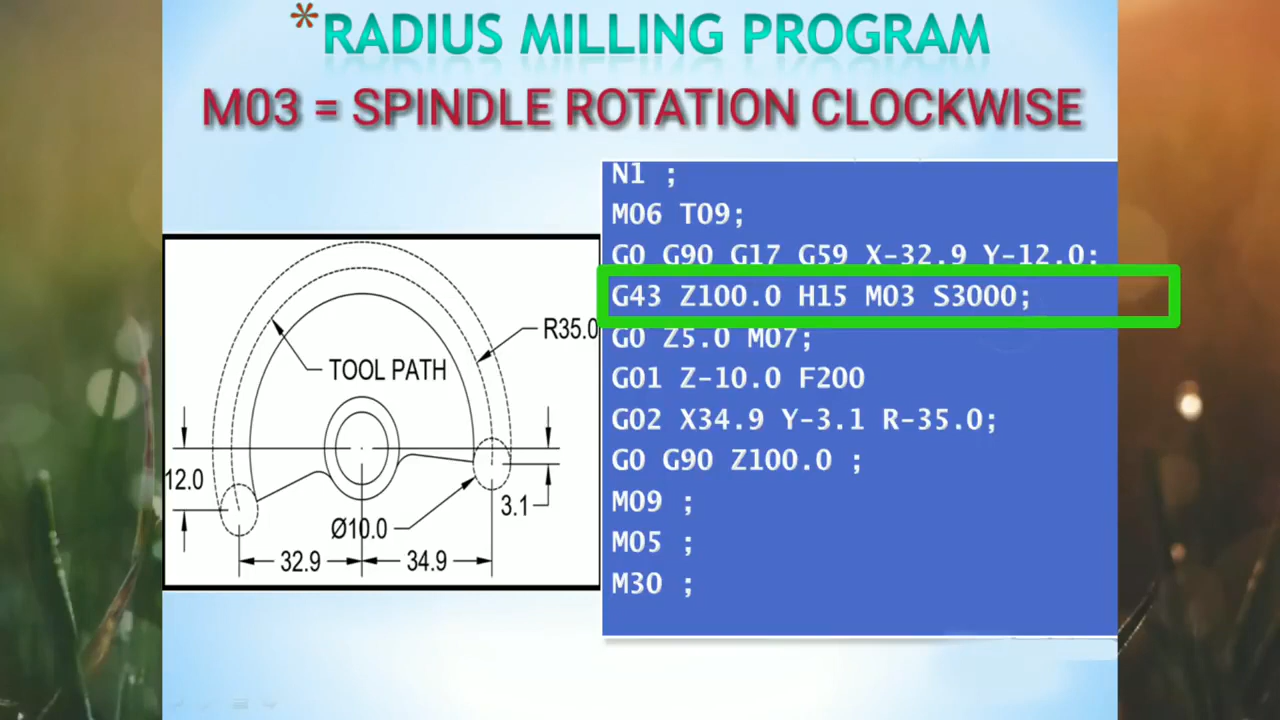 *RADIUS MILLING PROGRAM
M03 = SPINDLE ROTATION CLOCKWISE
N1 ;
M06 T09;
G0 G90 G17 G59 X-32.9 Y-12.0;
G43 Z100.0 H15 M03 S3000;
G0 Z5.0 M07;
G01 Z-10.0 F200
G02 X34.9 Y-3.1 R-35.0;
G0 G90 Z100.0 ;
M09 ;
M05 ;
M30 ;
R35.0
TOOL PATH
12.0
3.1
Ø10.0
32.9
34.9